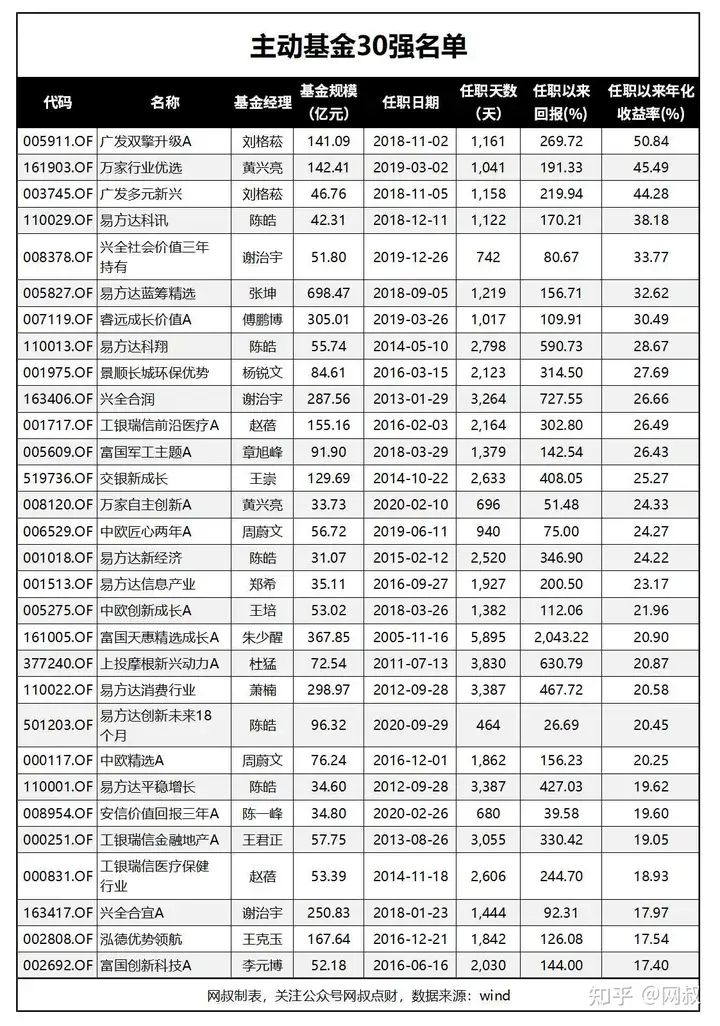 主动基金30强名单
代码 名称 基金经理 基金规模（亿元） 任职日期 任职天数（天） 任职以来回报(%) 任职以来年化收益率(%)
005911.OF 广发双擎升级A 刘格菘 141.09 2018-11-02 1,161 269.72 50.84
161903.OF 万家行业优选 黄兴亮 142.41 2019-03-02 1,041 191.33 45.49
003745.OF 广发多元新兴 刘格菘 46.76 2018-11-05 1,158 219.94 44.28
110029.OF 易方达科讯 陈皓 42.31 2018-12-11 1,122 170.21 38.18
008378.OF 兴全社会价值三年持有 谢治宇 51.80 2019-12-26 742 80.67 33.77
005827.OF 易方达蓝筹精选 张坤 698.47 2018-09-05 1,219 156.71 32.62
007119.OF 睿远成长价值A 傅鹏博 305.01 2019-03-26 1,017 109.91 30.49
110013.OF 易方达科翔 陈皓 55.74 2014-05-10 2,798 590.73 28.67
001975.OF 景顺长城环保优势 杨锐文 84.61 2016-03-15 2,123 314.50 27.69
163406.OF 兴全合润 谢治宇 287.56 2013-01-29 3,264 727.55 26.66
001717.OF 工银瑞信前沿医疗A 赵蓓 155.16 2016-02-03 2,164 302.80 26.49
005609.OF 富国军工主题A 章旭峰 91.90 2018-03-29 1,379 142.54 26.43
519736.OF 交银新成长 王崇 129.69 2014-10-22 2,633 408.05 25.27
008120.OF 万家自主创新A 黄兴亮 33.73 2020-02-10 696 51.48 24.33
006529.OF 中欧匠心两年A 周蔚文 56.72 2019-06-11 940 75.00 24.27
001018.OF 易方达新经济 陈皓 31.07 2015-02-12 2,520 346.90 24.22
001513.OF 易方达信息产业 郑希 35.11 2016-09-27 1,927 200.50 23.17
005275.OF 中欧创新成长A 王培 53.02 2018-03-26 1,382 112.06 21.96
161005.OF 富国天惠精选成长A 朱少醒 367.85 2005-11-16 5,895 2,043.22 20.90
377240.OF 上投摩根新兴动力A 杜猛 72.54 2011-07-13 3,830 630.79 20.87
110022.OF 易方达消费行业 萧楠 298.97 2012-09-28 3,387 467.72 20.58
501203.OF 易方达创新未来18个月 陈皓 96.32 2020-09-29 464 26.69 20.45
000117.OF 中欧精选A 周蔚文 76.24 2016-12-01 1,862 156.23 20.25
110001.OF 易方达平稳增长 陈皓 34.60 2012-09-28 3,387 427.03 19.62
008954.OF 安信价值回报三年A 陈一峰 34.80 2020-02-26 680 39.58 19.60
000251.OF 工银瑞信金融地产A 王君正 57.75 2013-08-26 3,055 330.42 19.05
000831.OF 工银瑞信医疗保健行业 赵蓓 53.39 2014-11-18 2,606 244.70 18.93
163417.OF 兴全合宜A 谢治宇 250.83 2018-01-23 1,444 92.31 17.97
002808.OF 泓德优势领航 王克玉 167.64 2016-12-21 1,842 126.08 17.54
002692.OF 富国创新科技A 李元博 52.18 2016-06-16 2,030 144.00 17.40
网叔制表，关注公众号网叔点财，数据来源：wind
知乎 @网叔